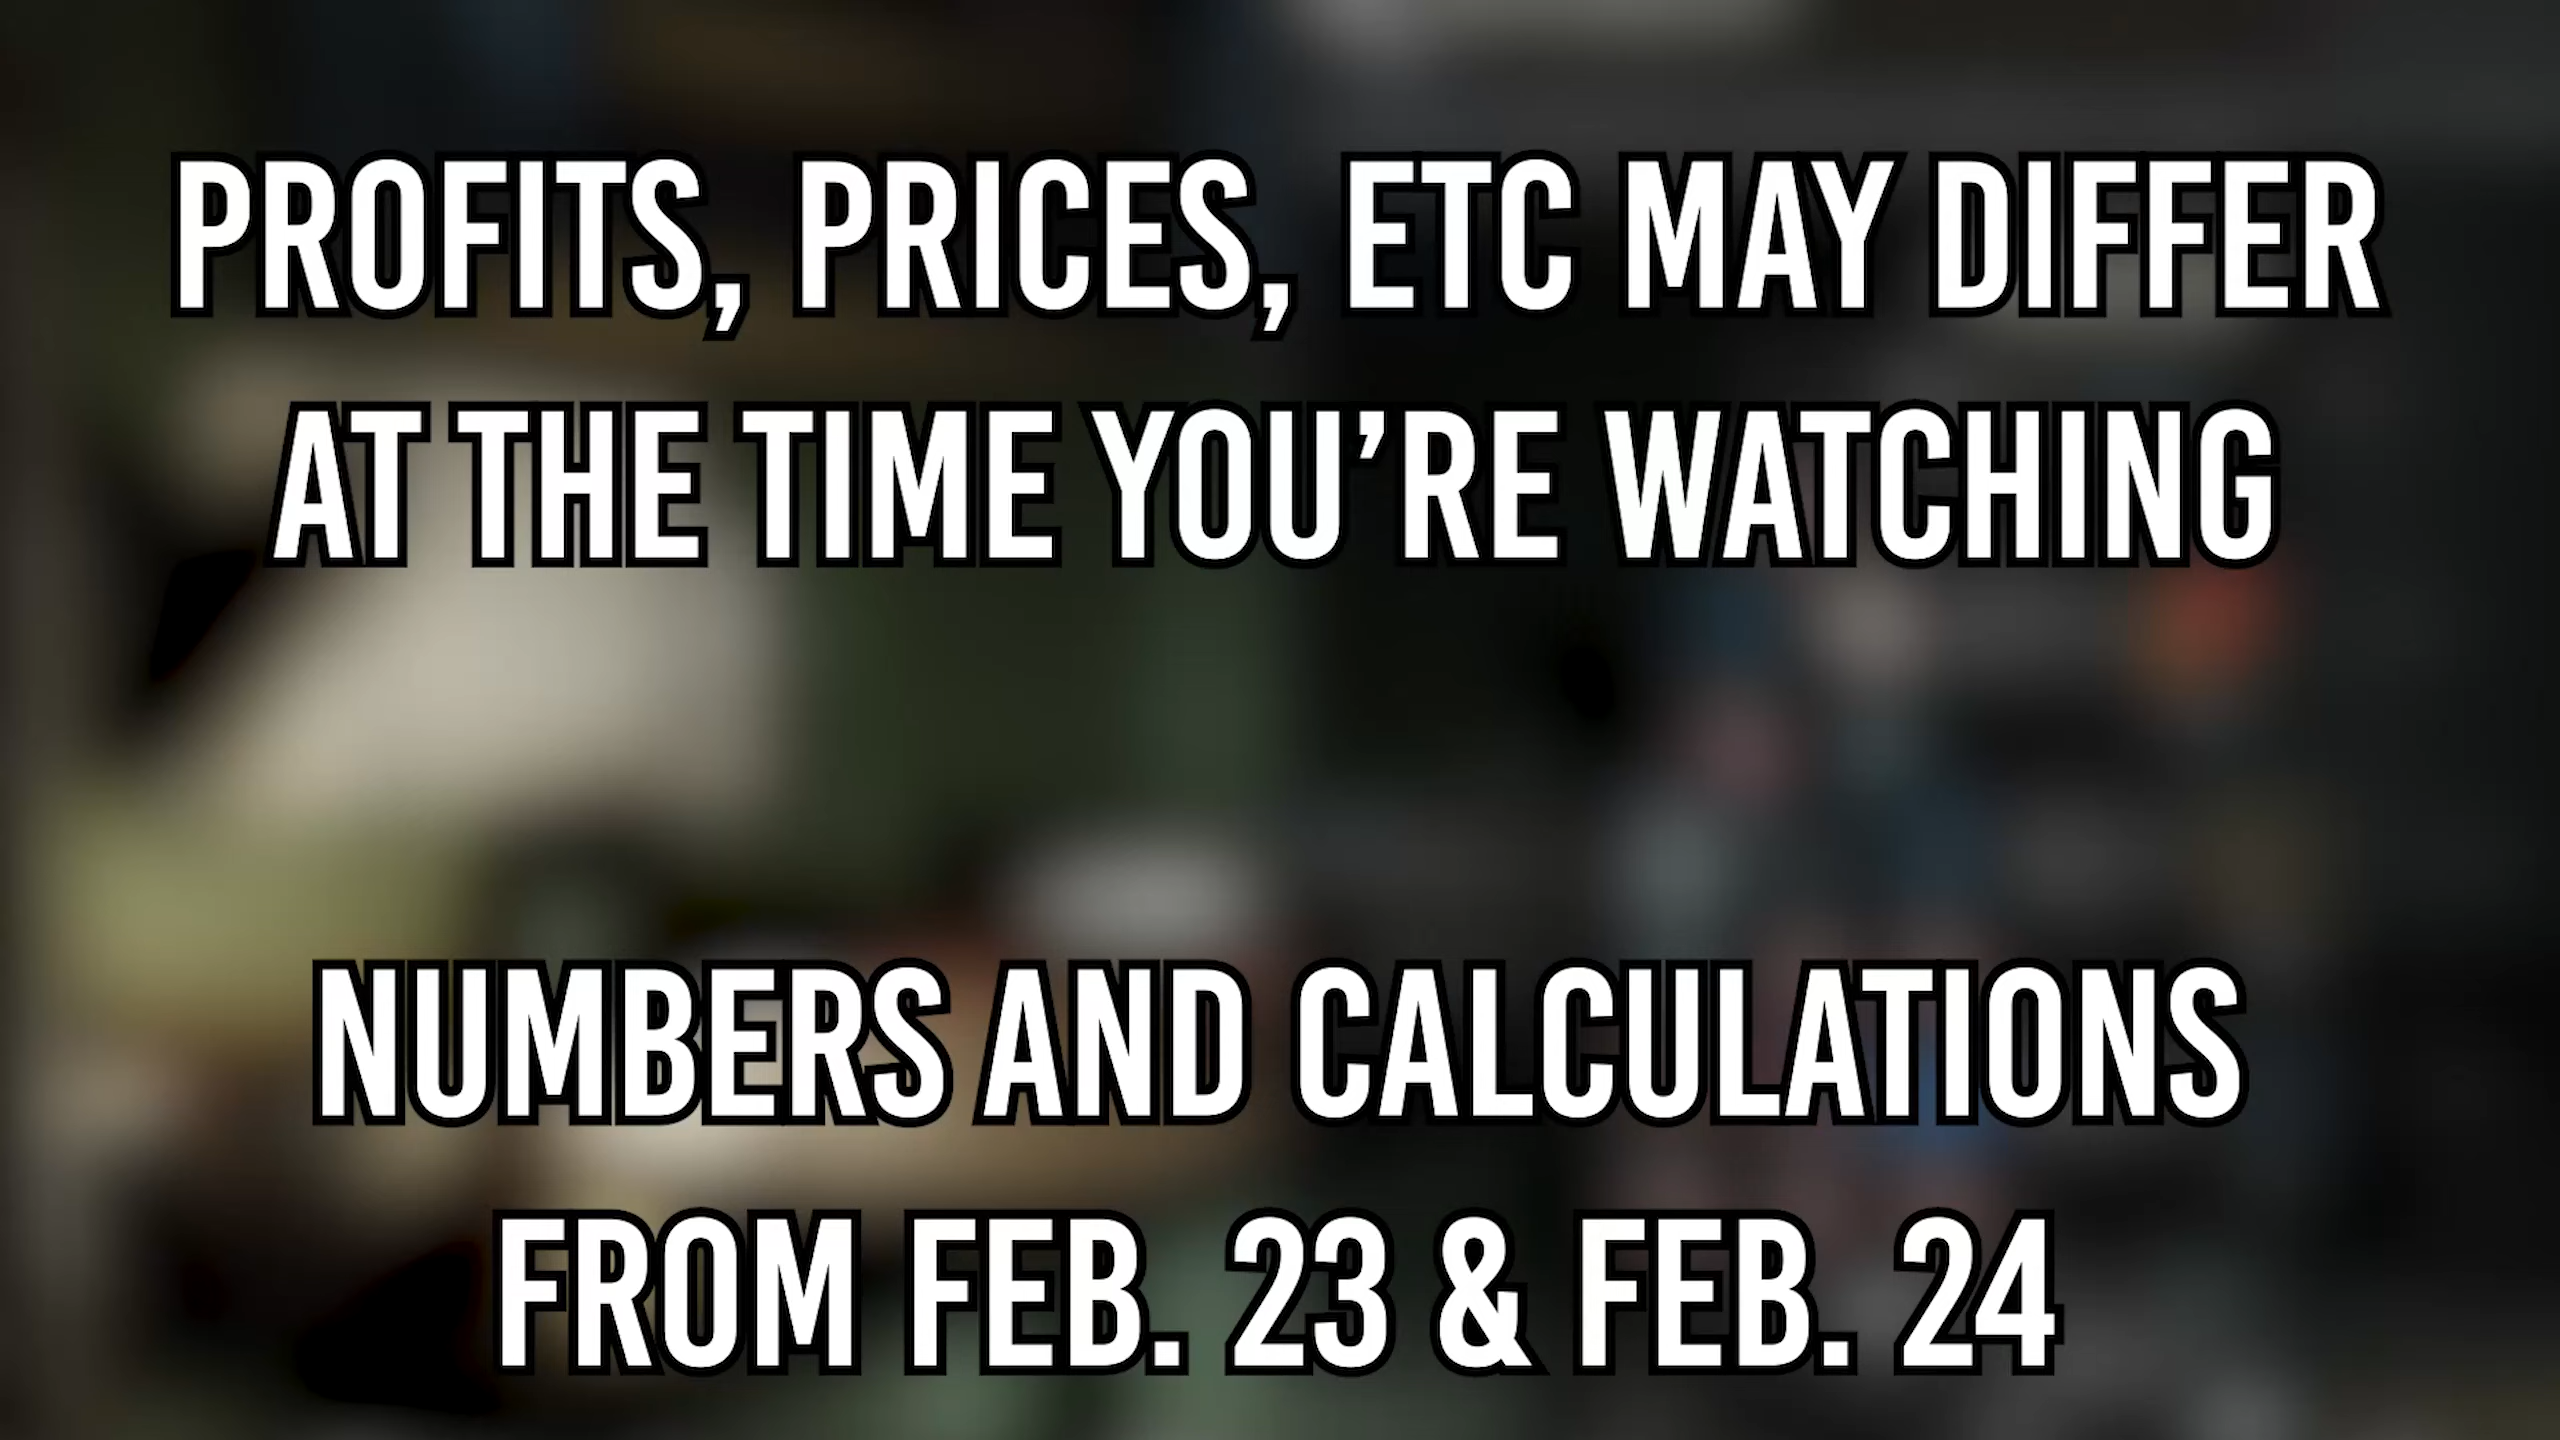 PROFITS, PRICES, ETC MAY DIFFER
AT THE TIME YOU'RE WATCHING
NUMBERS AND CALCULATIONS
FROM FEB. 23 & FEB. 24